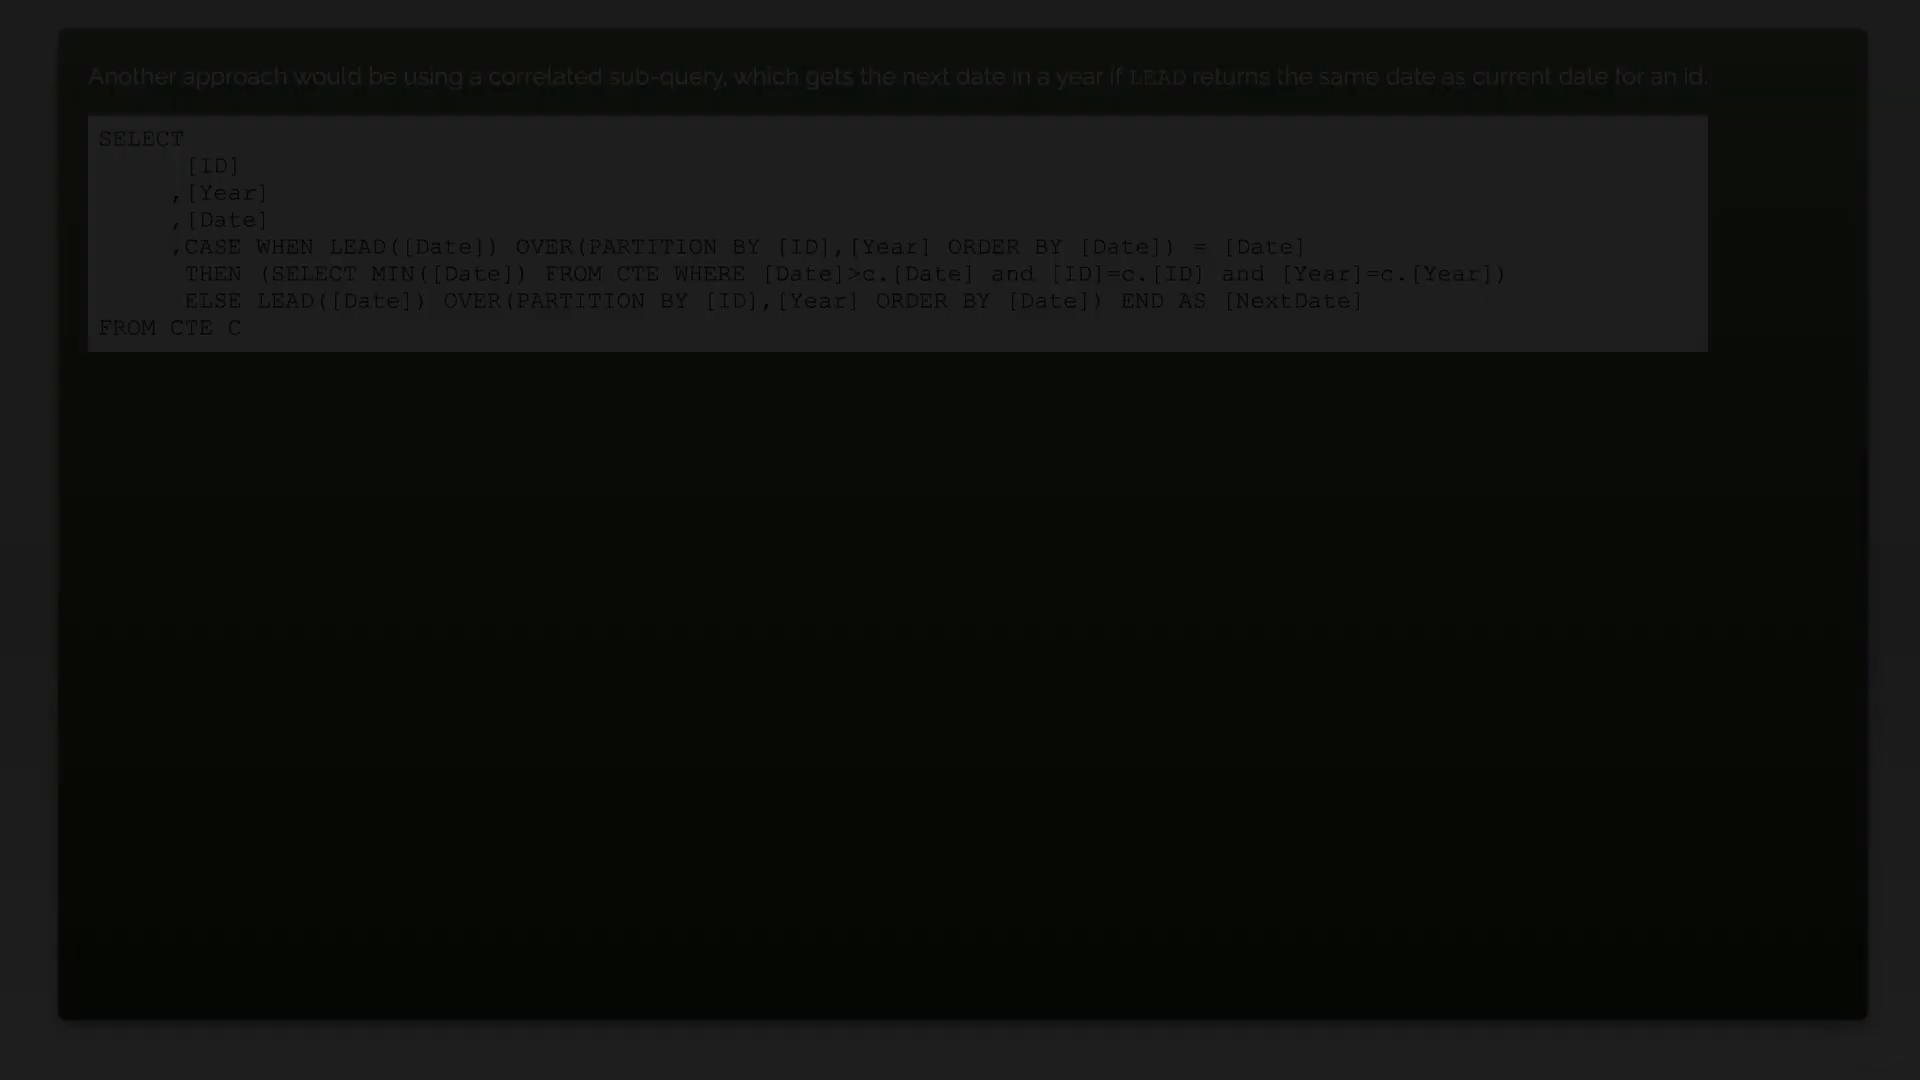 Another approach would be using a correlated sub-query, which gets the next date in a year if LEAD returns the same date as current date for an id.
SELECT
[ID]
,[Year]
,[Date]
,CASE WHEN LEAD([Date]) OVER(PARTITION BY [ID],[Year] ORDER BY [Date]) = [Date]
THEN (SELECT MIN([Date]) FROM CTE WHERE [Date]>c.[Date] and [ID]=c.[ID] and [Year]=c.[Year])
ELSE LEAD([Date]) OVER(PARTITION BY [ID],[Year] ORDER BY [Date]) END AS [NextDate]
FROM CTE C